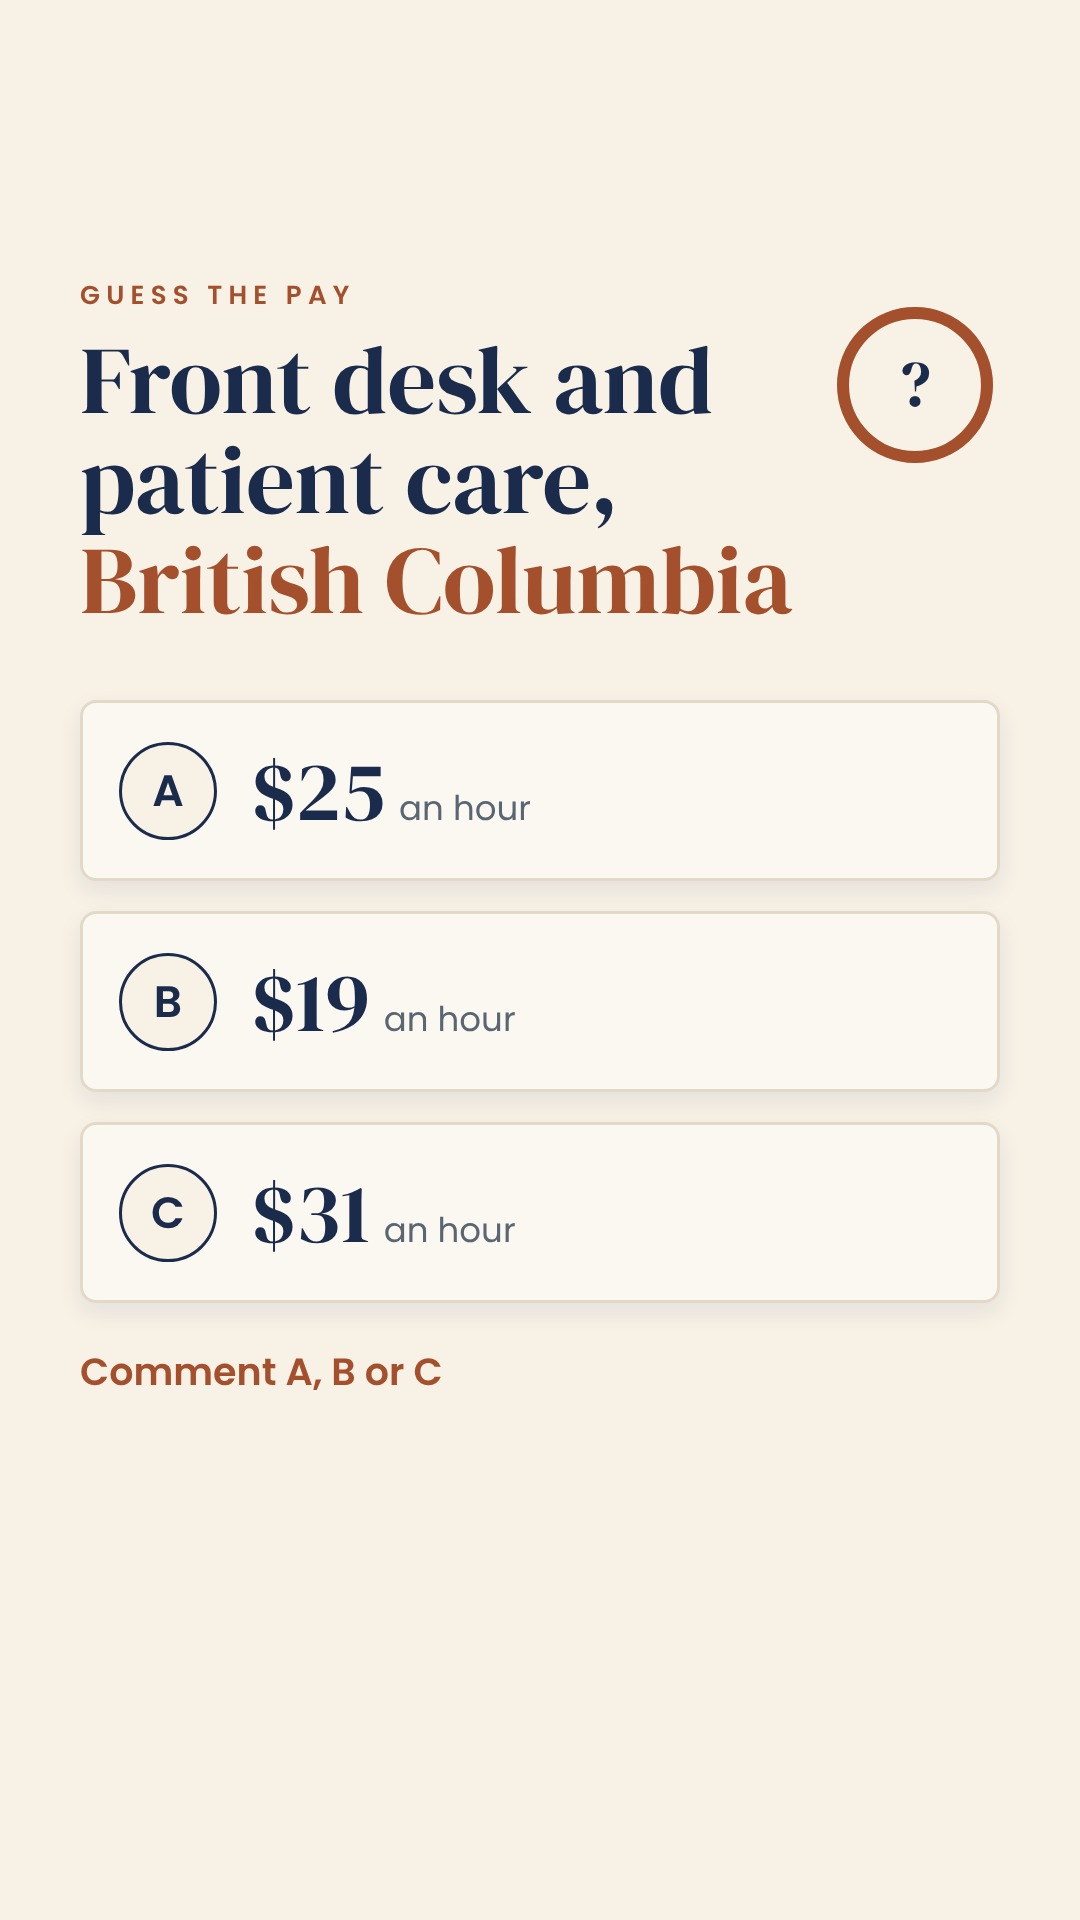 GUESS THE PAY
Front desk and
patient care,
British Columbia
?
A $25 an hour
B $19 an hour
C $31 an hour
Comment A, B or C